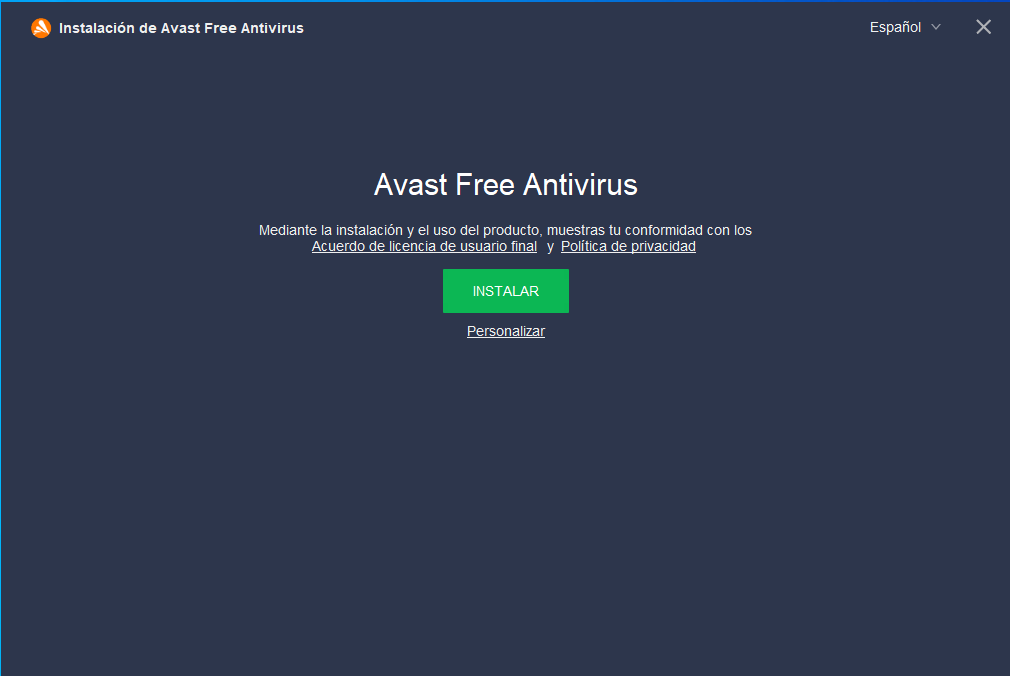 Instalación de Avast Free Antivirus
Español
Avast Free Antivirus
Mediante la instalación y el uso del producto, muestras tu conformidad con los
Acuerdo de licencia de usuario final y Política de privacidad
INSTALAR
Personalizar